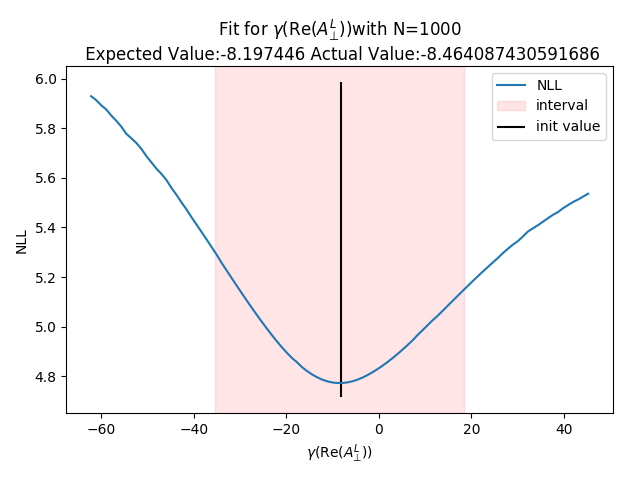 Fit for γ(Re(A⊥^L))with N=1000
Expected Value:-8.197446 Actual Value:-8.464087430591686
NLL
interval
init value
6.0
5.8
5.6
5.4
5.2
5.0
4.8
NLL
−60
−40
−20
0
20
40
γ(Re(A⊥^L))